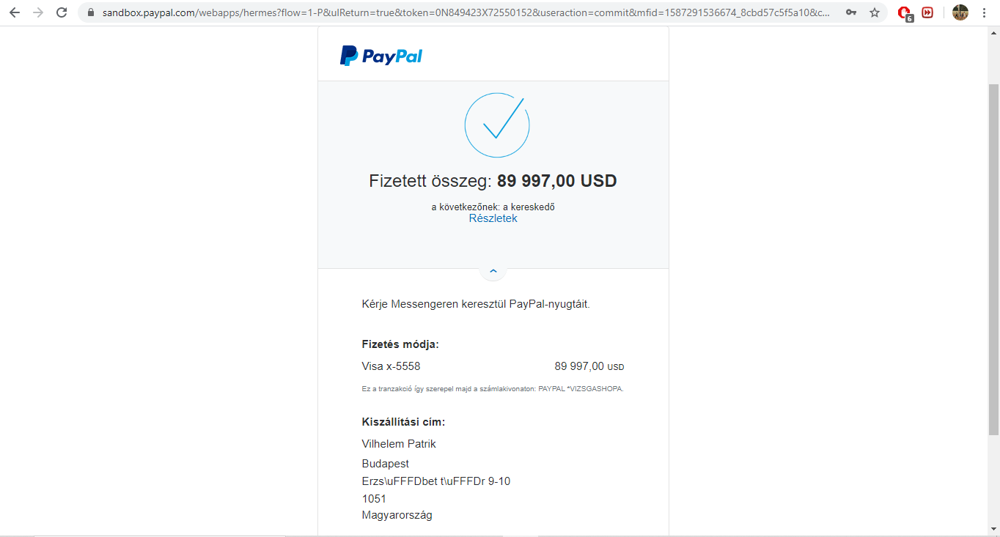 sandbox.paypal.com/webapps/hermes?flow=1-P&ulReturn=true&token=0N849423X72550152&useraction=commit&mfid=1587291536674_8cbd57c5f5a10&c...
6
PayPal
Fizetett összeg: 89 997,00 USD
a következőnek: a kereskedő
Részletek
Kérje Messengeren keresztül PayPal-nyugtáit.
Fizetés módja:
Visa x-5558 89 997,00 USD
Ez a tranzakció így szerepel majd a számlakivonaton: PAYPAL *VIZSGASHOPA.
Kiszállítási cím:
Vilhelem Patrik
Budapest
Erzs\uFFFDbet t\uFFFDr 9-10
1051
Magyarország